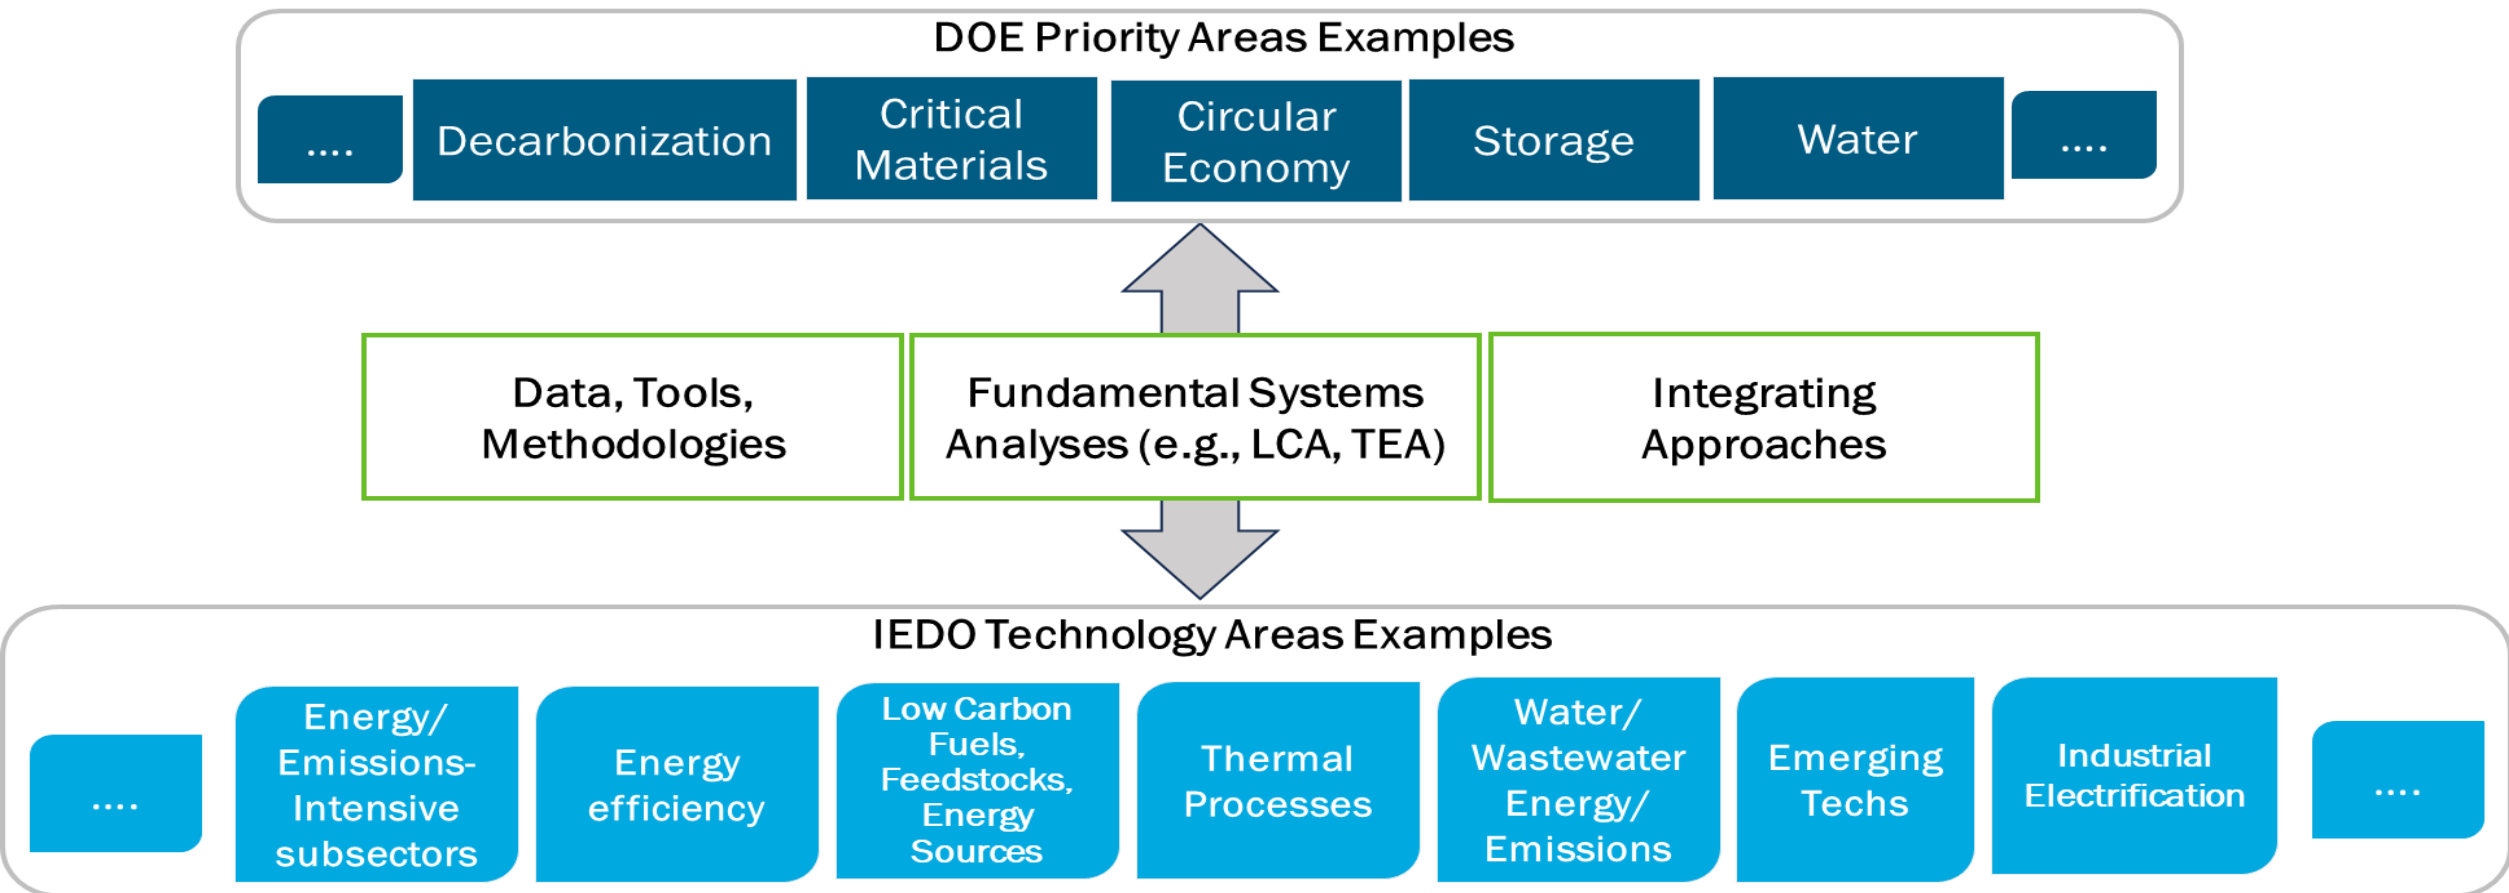 DOE Priority Areas Examples
....
Decarbonization
Critical
Materials
Circular
Economy
Storage
Water
....
Data, Tools,
Methodologies
Fundamental Systems
Analyses (e.g., LCA, TEA)
Integrating
Approaches
IEDO Technology Areas Examples
....
Energy/
Emissions-
Intensive
subsectors
Energy
efficiency
Low Carbon
Fuels,
Feedstocks,
Energy
Sources
Thermal
Processes
Water/
Wastewater
Energy/
Emissions
Emerging
Techs
Industrial
Electrification
....